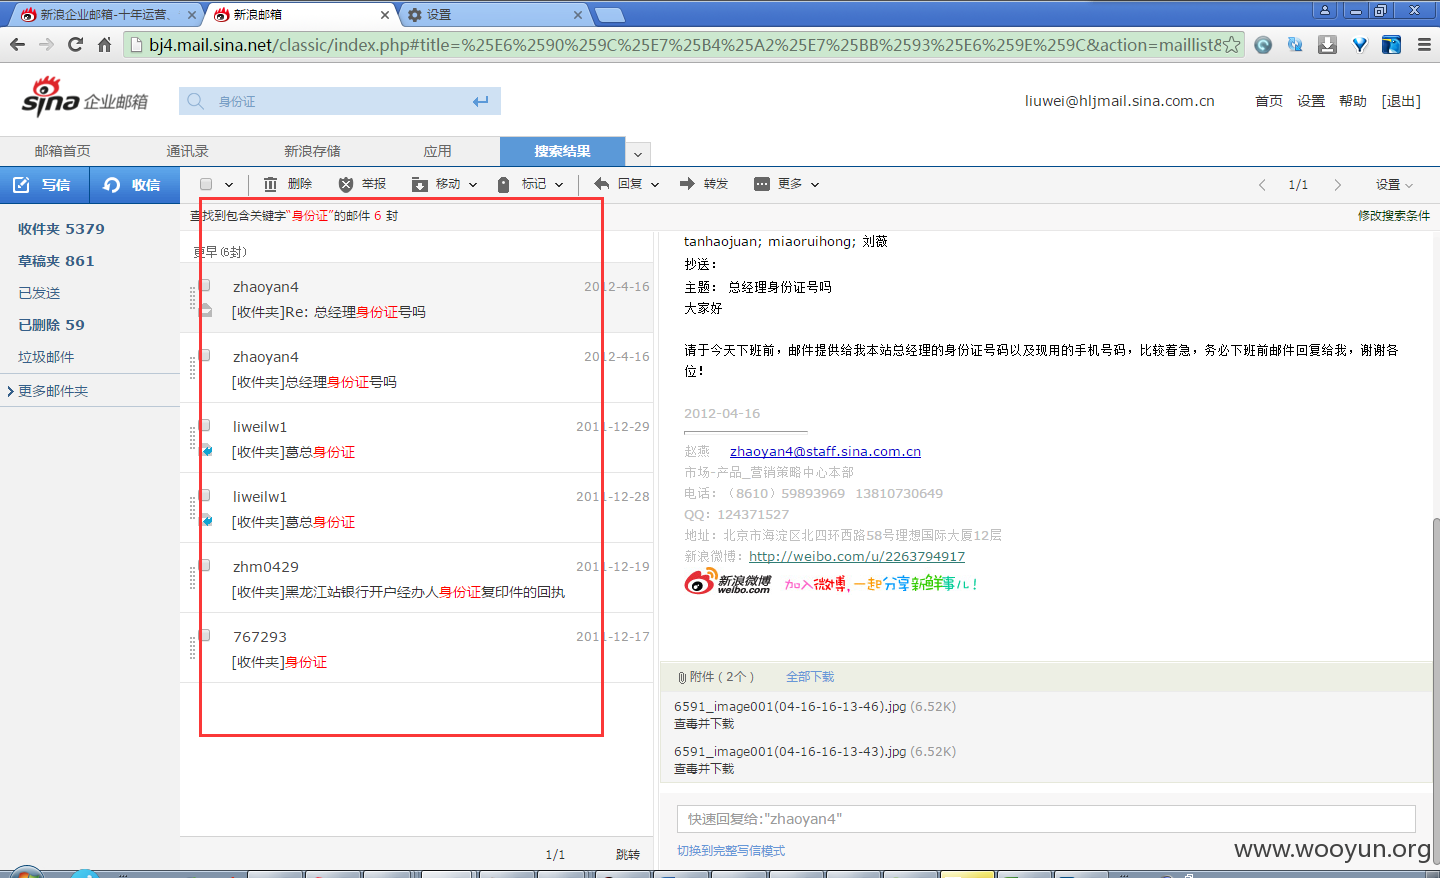 新浪企业邮箱-十年运营、
新浪邮箱
设置
bj4.mail.sina.net/classic/index.php#title=%25E6%2590%259C%25E7%25B4%25A2%25E7%25BB%2593%25E6%259E%259C&action=maillist&
sina 企业邮箱
身份证
liuwei@hljmail.sina.com.cn 首页 设置 帮助 [退出]
邮箱首页 通讯录 新浪存储 应用 搜索结果
写信 收信
删除 举报 移动 标记 回复 转发 更多
1/1 设置
收件夹 5379
草稿夹 861
已发送
已删除 59
垃圾邮件
更多邮件夹
查找到包含关键字“身份证”的邮件 6 封
修改搜索条件
更早(6封)
zhaoyan4 2012-4-16
[收件夹]Re: 总经理身份证号吗
zhaoyan4 2012-4-16
[收件夹]总经理身份证号吗
liweilw1 2011-12-29
[收件夹]葛总身份证
liweilw1 2011-12-28
[收件夹]葛总身份证
zhm0429 2011-12-19
[收件夹]黑龙江站银行开户经办人身份证复印件的回执
767293 2011-12-17
[收件夹]身份证
1/1 跳转
tanhaojuan; miaoruihong; 刘薇
抄送:
主题: 总经理身份证号吗
大家好
请于今天下班前，邮件提供给我本站总经理的身份证号码以及现用的手机号码，比较着急，务必下班前邮件回复给我，谢谢各
位！
2012-04-16
赵燕 zhaoyan4@staff.sina.com.cn
市场-产品_营销策略中心本部
电话：（8610）59893969 13810730649
QQ：124371527
地址：北京市海淀区北四环西路58号理想国际大厦12层
新浪微博：http://weibo.com/u/2263794917
新浪微博 weibo.com 加入微博,一起分享新鲜事儿!
附件 ( 2个 ) 全部下载
6591_image001(04-16-16-13-46).jpg (6.52K)
查毒并下载
6591_image001(04-16-16-13-43).jpg (6.52K)
查毒并下载
快速回复给:"zhaoyan4"
切换到完整写信模式
www.wooyun.org